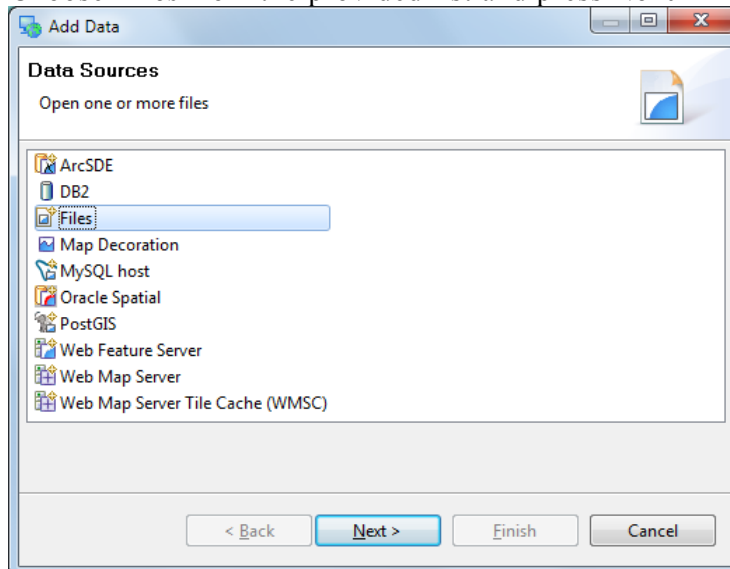 Add Data
Data Sources
Open one or more files
ArcSDE
DB2
Files
Map Decoration
MySQL host
Oracle Spatial
PostGIS
Web Feature Server
Web Map Server
Web Map Server Tile Cache (WMSC)
< Back Next > Finish Cancel